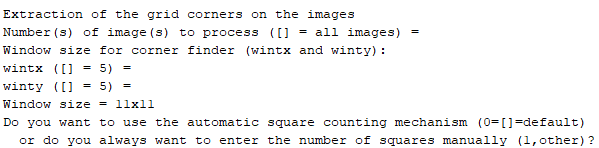 Extraction of the grid corners on the images
Number(s) of image(s) to process ([] = all images) =
Window size for corner finder (wintx and winty):
wintx ([] = 5) =
winty ([] = 5) =
Window size = 11x11
Do you want to use the automatic square counting mechanism (0=[]=default)
  or do you always want to enter the number of squares manually (1,other)?